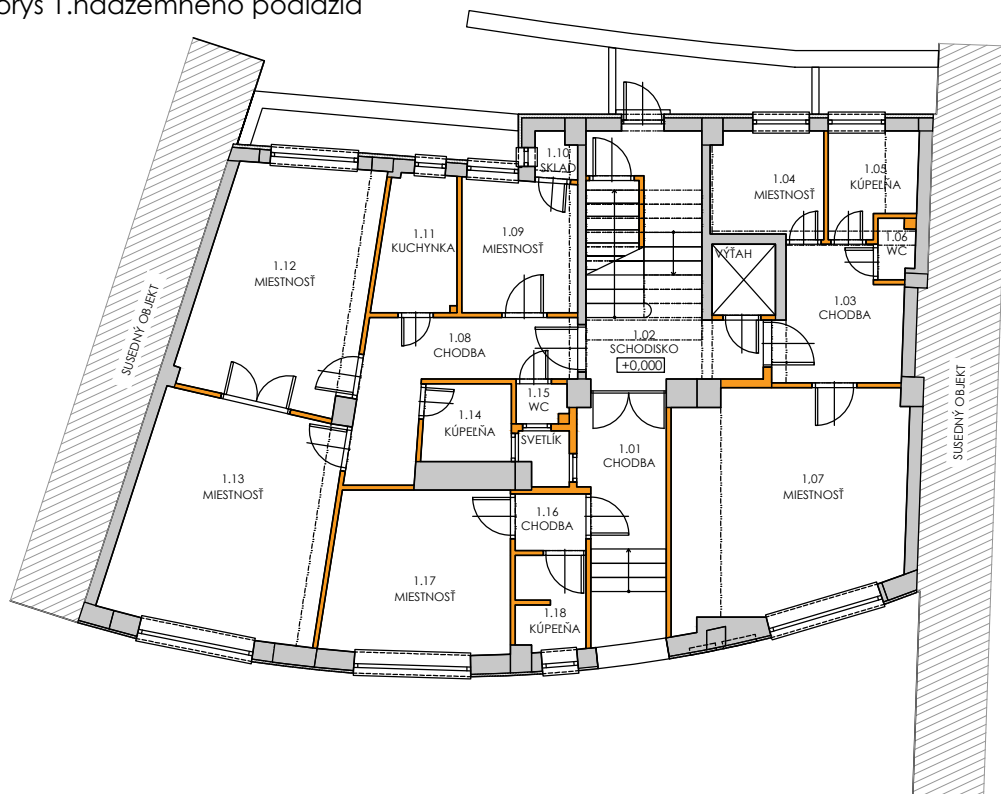 orys 1.nadzemného podlažia
1.10
SKLAD
1.04
MIESTNOSŤ
1.05
KÚPEĽŇA
1.11
KUCHYNKA
1.09
MIESTNOSŤ
1.06
WC
VÝŤAH
1.12
MIESTNOSŤ
1.03
CHODBA
SUSEDNÝ OBJEKT
1.08
CHODBA
1.02
SCHODISKO
+0,000
1.15
WC
1.14
KÚPEĽŇA
SVETLÍK
1.01
CHODBA
SUSEDNÝ OBJEKT
1.13
MIESTNOSŤ
1,07
MIESTNOSŤ
1.16
CHODBA
1.17
MIESTNOSŤ
1.18
KÚPEĽŇA